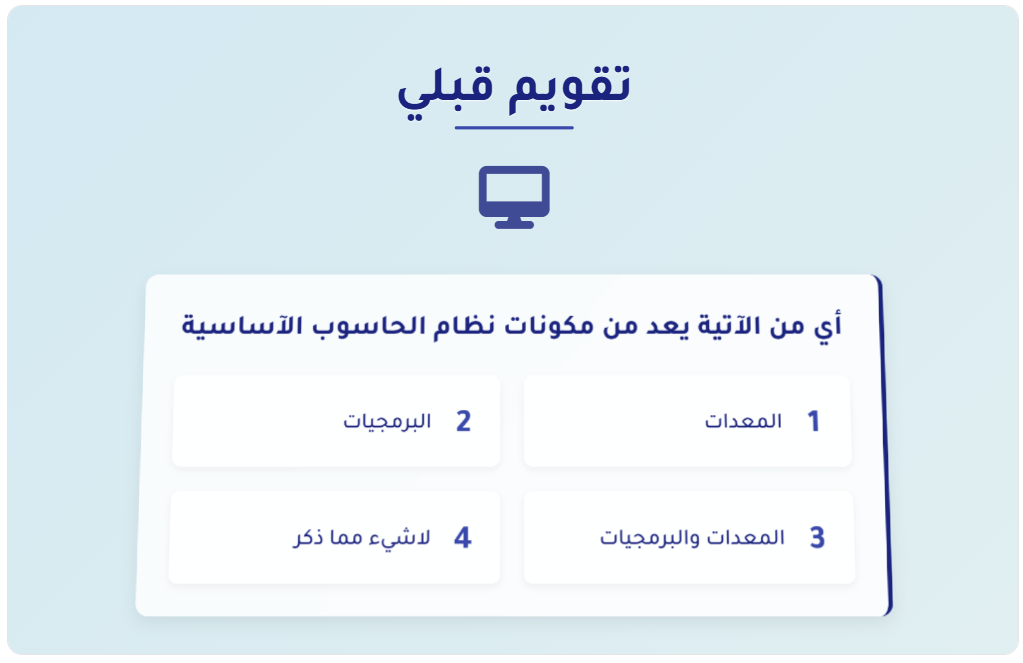 تقويم قبلي
أي من الآتية يعد من مكونات نظام الحاسوب الآساسية
1 المعدات
2 البرمجيات
3 المعدات والبرمجيات
4 لاشيء مما ذكر